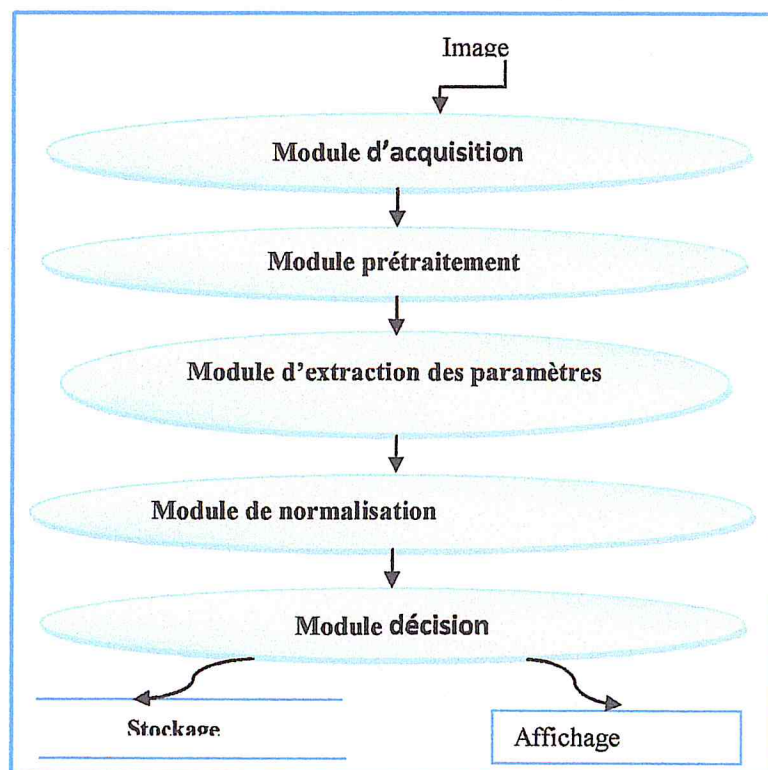 Image
Module d'acquisition
Module prétraitement
Module d'extraction des paramètres
Module de normalisation
Module décision
Stockage
Affichage